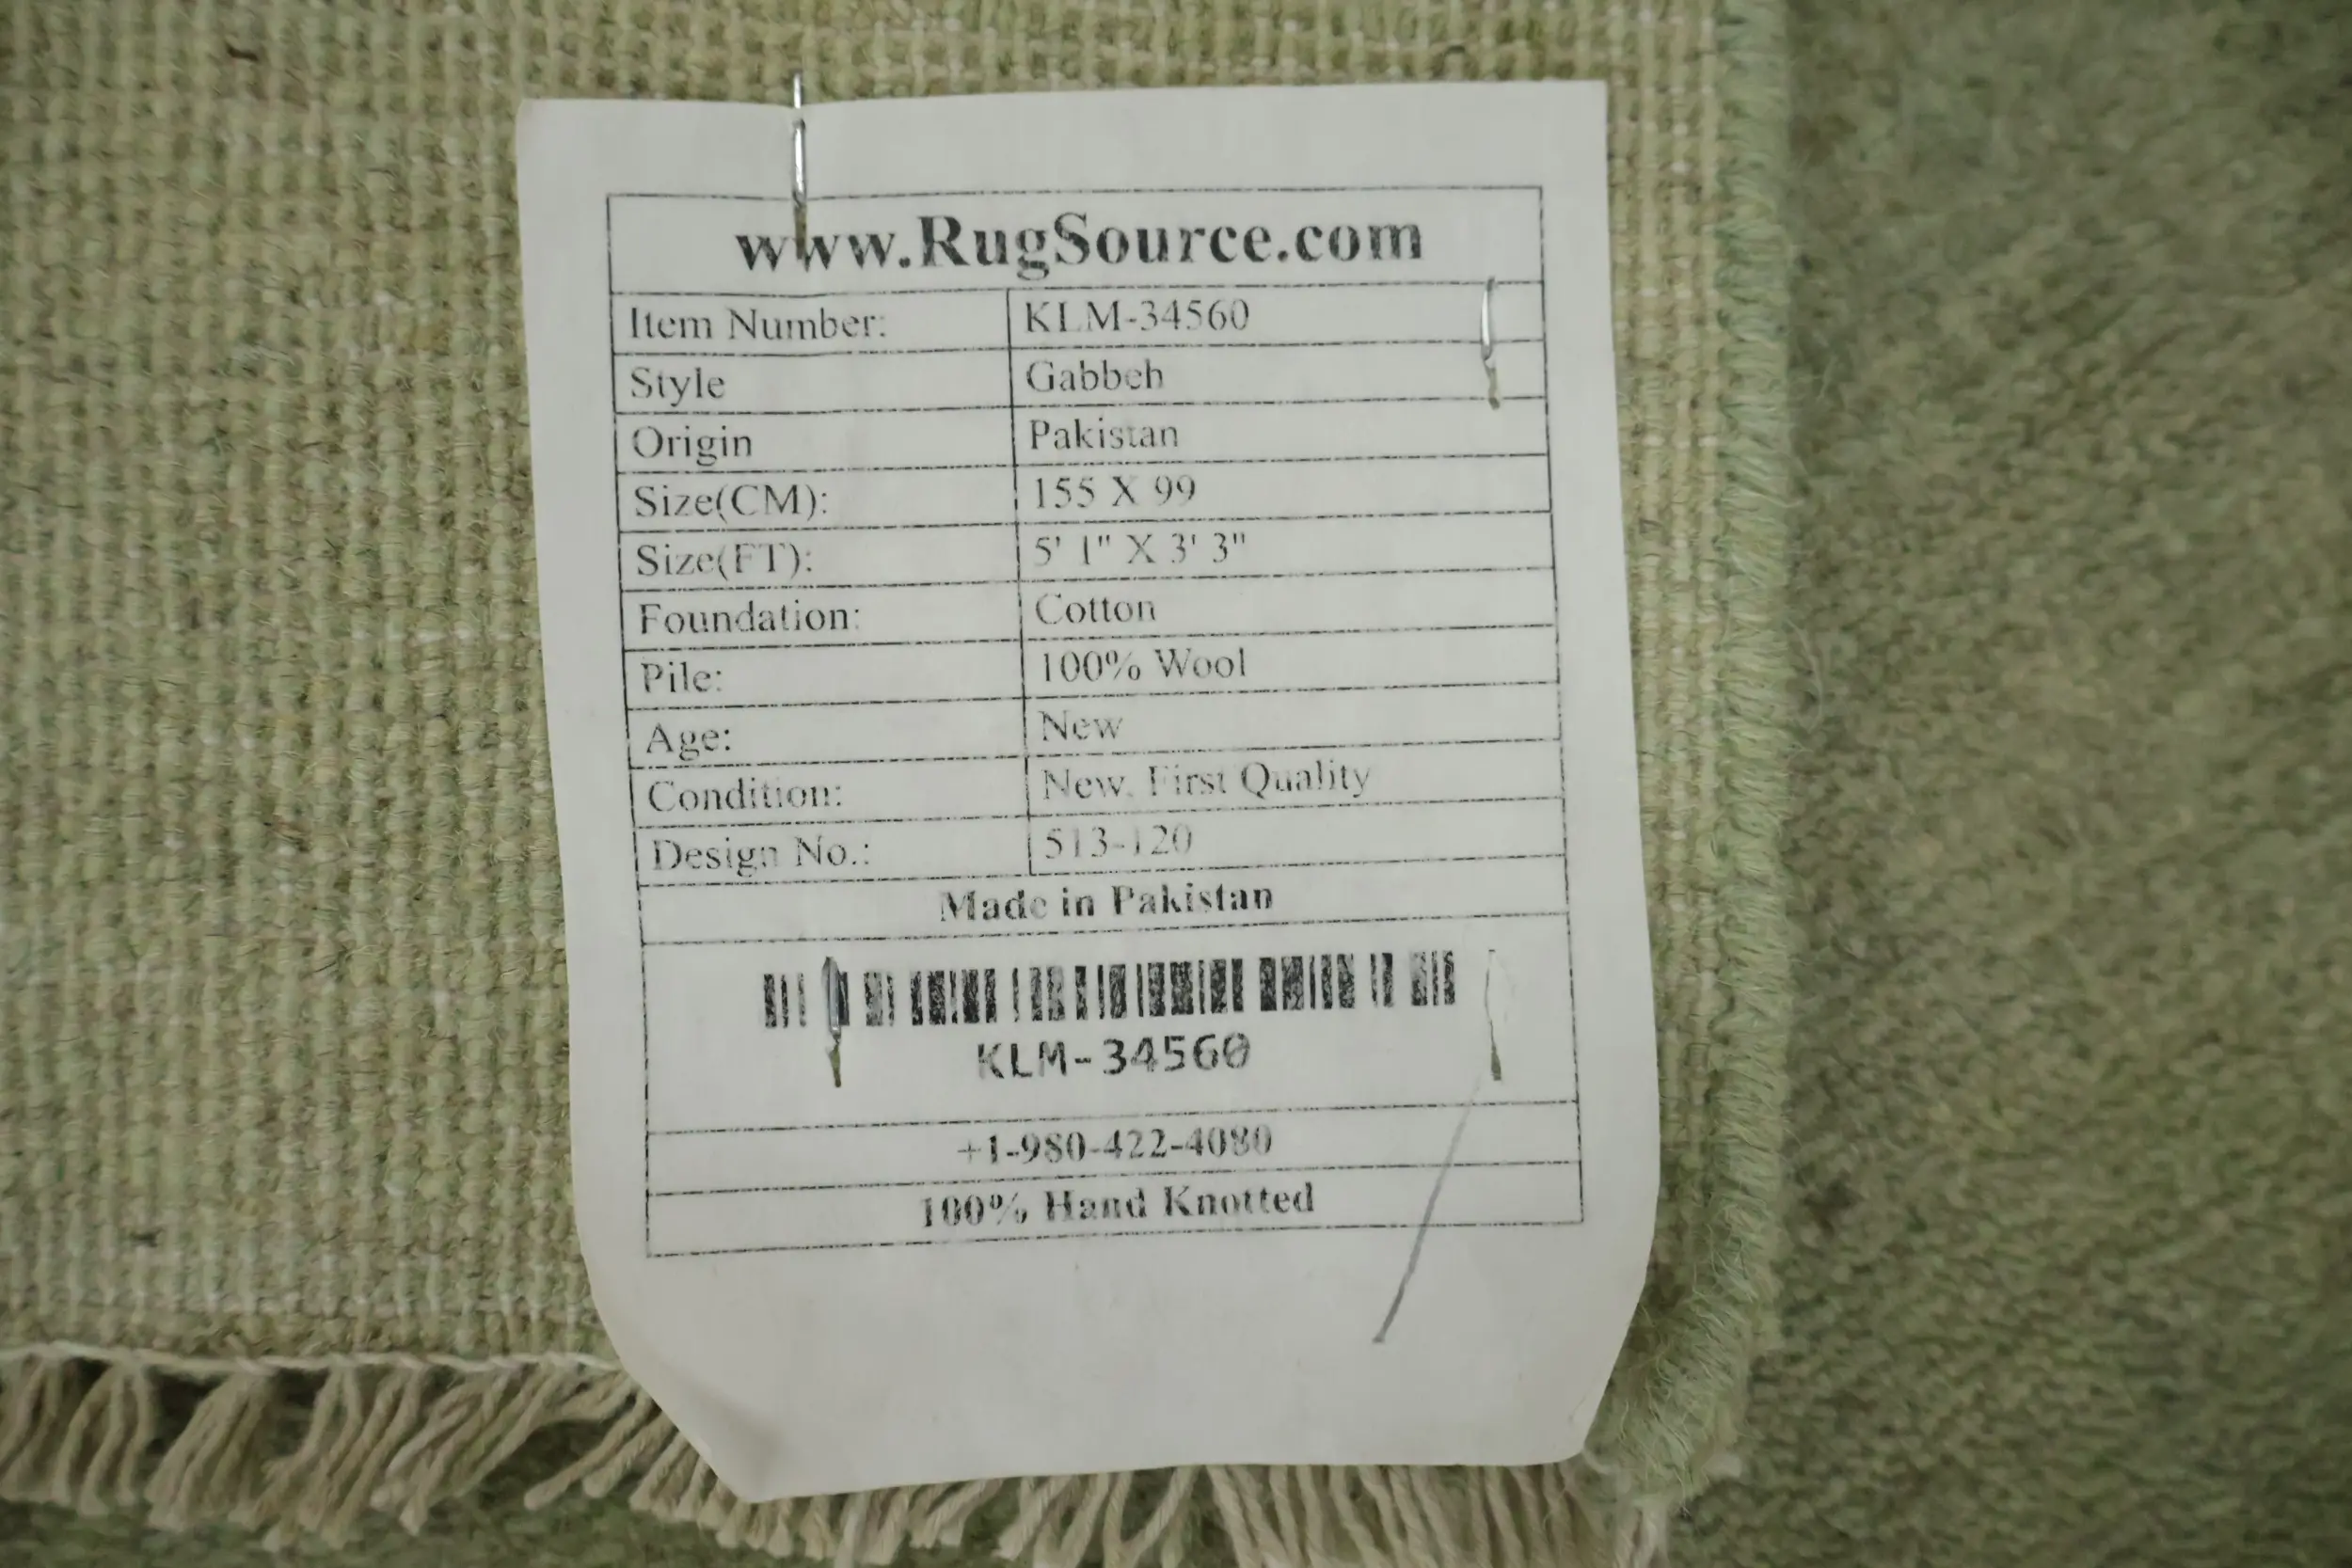 www.RugSource.com
Item Number: KLM-34560
Style Gabbeh
Origin Pakistan
Size(CM): 155 X 99
Size(FT): 5' 1" X 3' 3"
Foundation: Cotton
Pile: 100% Wool
Age: New
Condition: New, First Quality
Design No.: 513-120
Made in Pakistan
KLM-34560
+1-980-422-4080
100% Hand Knotted